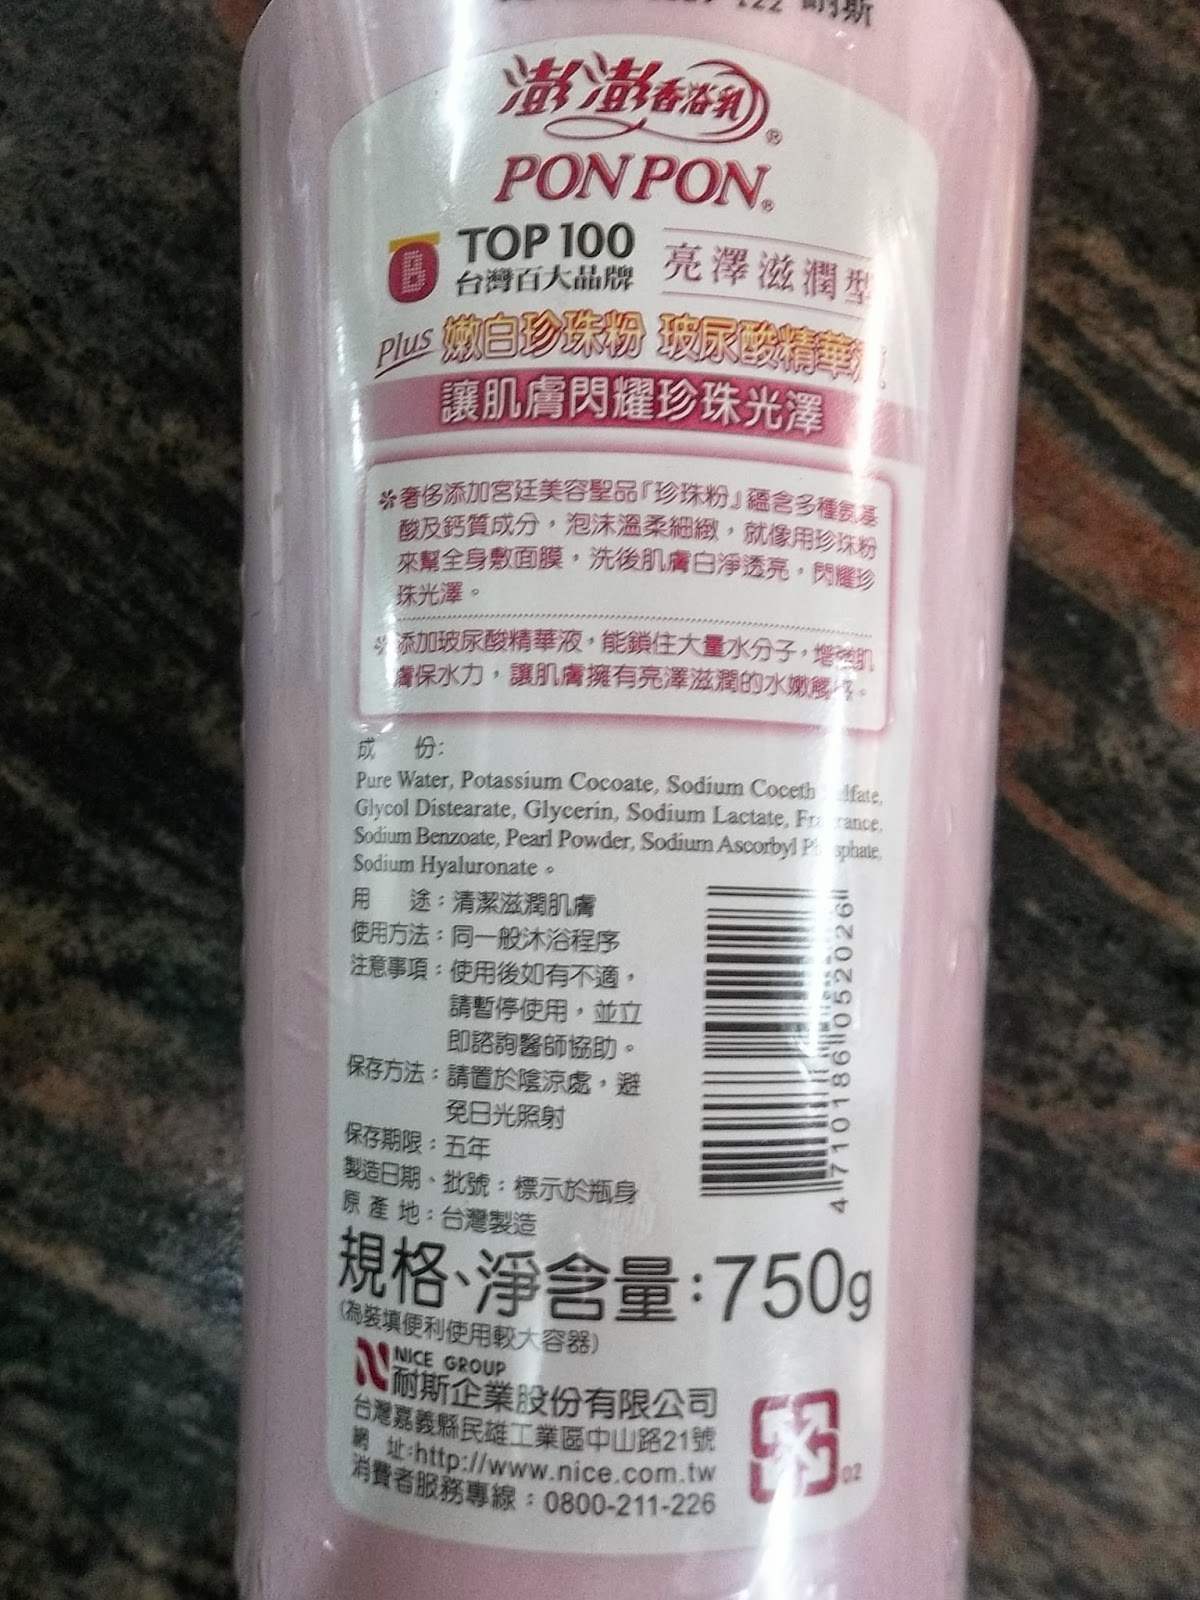 耐斯
澎澎香浴乳®
PON PON®
TOP 100
台灣百大品牌
亮澤滋潤型
Plus 嫩白珍珠粉 玻尿酸精華液
讓肌膚閃耀珍珠光澤
※奢侈添加宮廷美容聖品『珍珠粉』蘊含多種氨基
酸及鈣質成分，泡沫溫柔細緻，就像用珍珠粉
來幫全身敷面膜，洗後肌膚白淨透亮，閃耀珍
珠光澤。
※添加玻尿酸精華液，能鎖住大量水分子，增強肌
膚保水力，讓肌膚擁有亮澤滋潤的水嫩觸感。
成 份:
Pure Water, Potassium Cocoate, Sodium Coceth Sulfate,
Glycol Distearate, Glycerin, Sodium Lactate, Fragrance,
Sodium Benzoate, Pearl Powder, Sodium Ascorbyl Phosphate,
Sodium Hyaluronate。
用 途：清潔滋潤肌膚
使用方法：同一般沐浴程序
注意事項：使用後如有不適，
請暫停使用，並立
即諮詢醫師協助。
保存方法：請置於陰涼處，避
免日光照射
保存期限：五年
製造日期、批號：標示於瓶身
原 產 地：台灣製造
4 710186 052026
規格、淨含量：750g
(為裝填便利使用較大容器)
NICE GROUP
耐斯企業股份有限公司
台灣嘉義縣民雄工業區中山路21號
網 址:http://www.nice.com.tw
消費者服務專線：0800-211-226
02